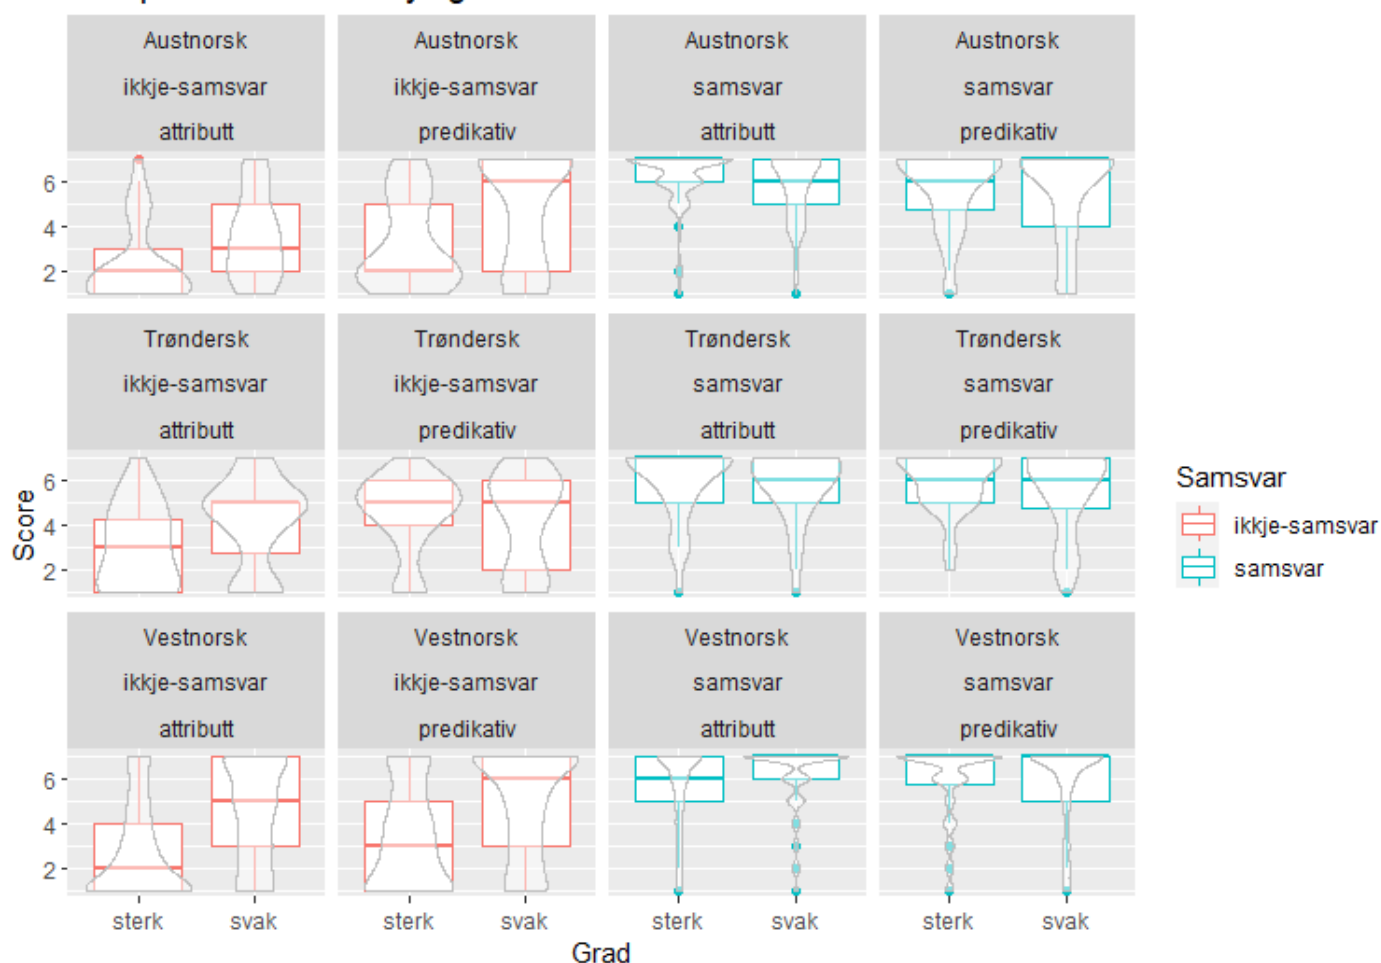 Austnorsk
ikkje-samsvar
attributt
Austnorsk
ikkje-samsvar
predikativ
Austnorsk
samsvar
attributt
Austnorsk
samsvar
predikativ
6
4
2
Trøndersk
ikkje-samsvar
attributt
Trøndersk
ikkje-samsvar
predikativ
Trøndersk
samsvar
attributt
Trøndersk
samsvar
predikativ
6
4
2
Score
Vestnorsk
ikkje-samsvar
attributt
Vestnorsk
ikkje-samsvar
predikativ
Vestnorsk
samsvar
attributt
Vestnorsk
samsvar
predikativ
6
4
2
sterk
svak
sterk
svak
sterk
svak
sterk
svak
Grad
Samsvar
ikkje-samsvar
samsvar